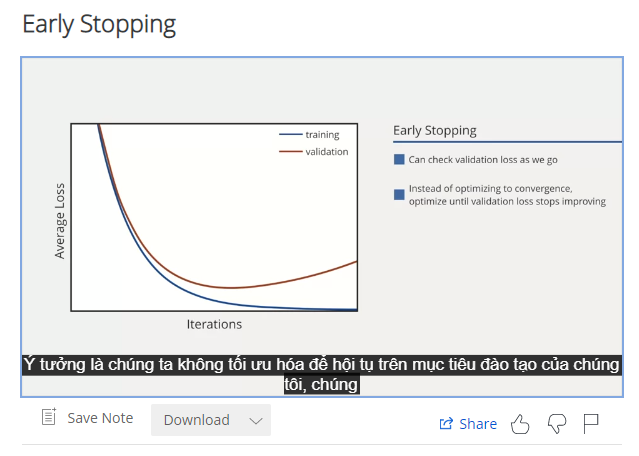 Early Stopping
training
validation
Average Loss
Iterations
Early Stopping
Can check validation loss as we go
Instead of optimizing to convergence,
optimize until validation loss stops improving
Ý tưởng là chúng ta không tối ưu hóa để hội tụ trên mục tiêu đào tạo của chúng
tôi, chúng
Save Note
Download
Share